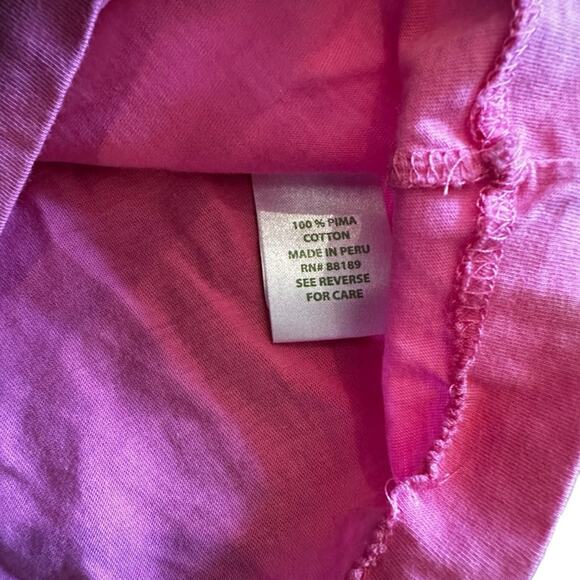 100 % PIMA
COTTON
MADE IN PERU
RN# 88189
SEE REVERSE
FOR CARE